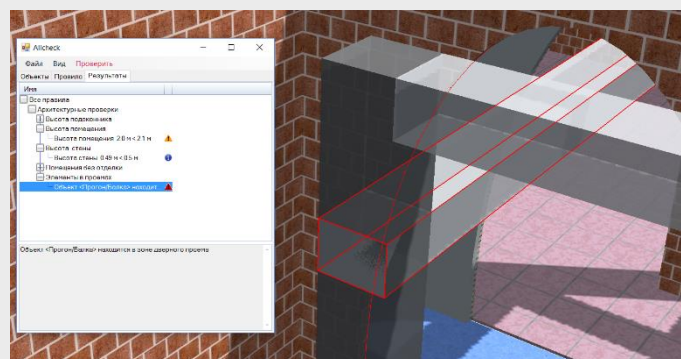 Allcheck
Файл Вид Проверить
Объекты Правило Результаты
Имя
Все правила
Архитектурные проверки
Высота подоконника
Высота помещения
Высота помещения 2.0 м < 2.1 м
Высота стены
Высота стены 0.49 м < 0.5 м
Помещения без отделки
Элементы в проемах
Объект <Прогон/Балка> находит...
Объект <Прогон/Балка> находится в зоне дверного проема